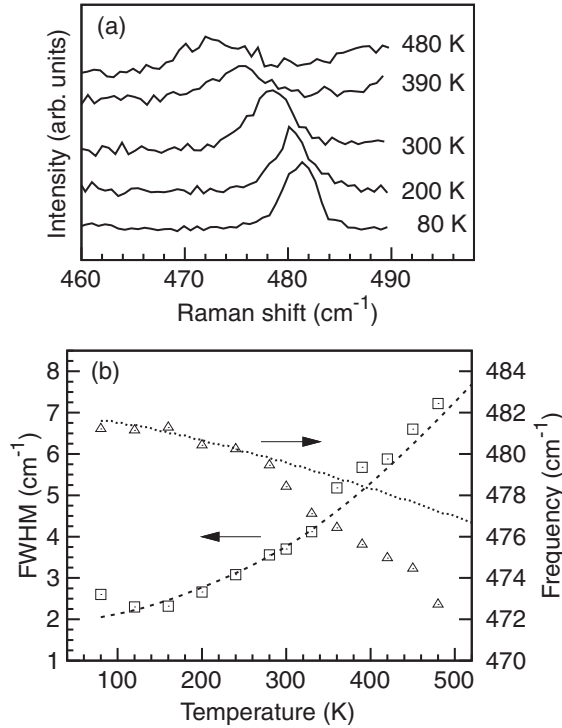 (a)
Intensity (arb. units)
480 K
390 K
300 K
200 K
80 K
460 470 480 490
Raman shift (cm⁻¹)
(b)
FWHM (cm⁻¹)
8
7
6
5
4
3
2
1
484
482
480
478
476
474
472
470
Frequency (cm⁻¹)
100 200 300 400 500
Temperature (K)